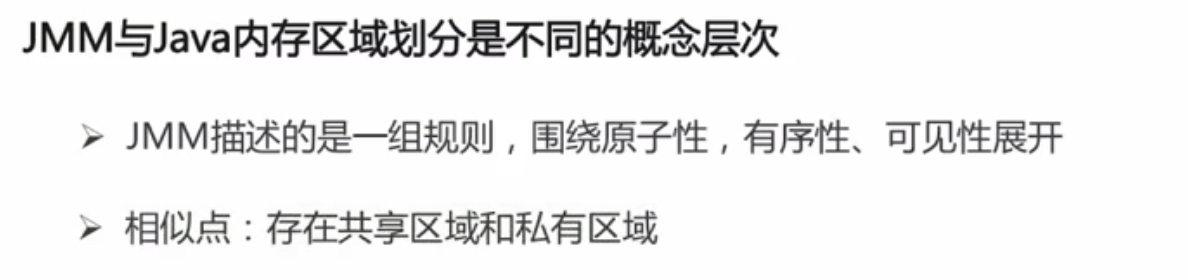 JMM与Java内存区域划分是不同的概念层次
➢ JMM描述的是一组规则，围绕原子性，有序性、可见性展开
➢ 相似点：存在共享区域和私有区域